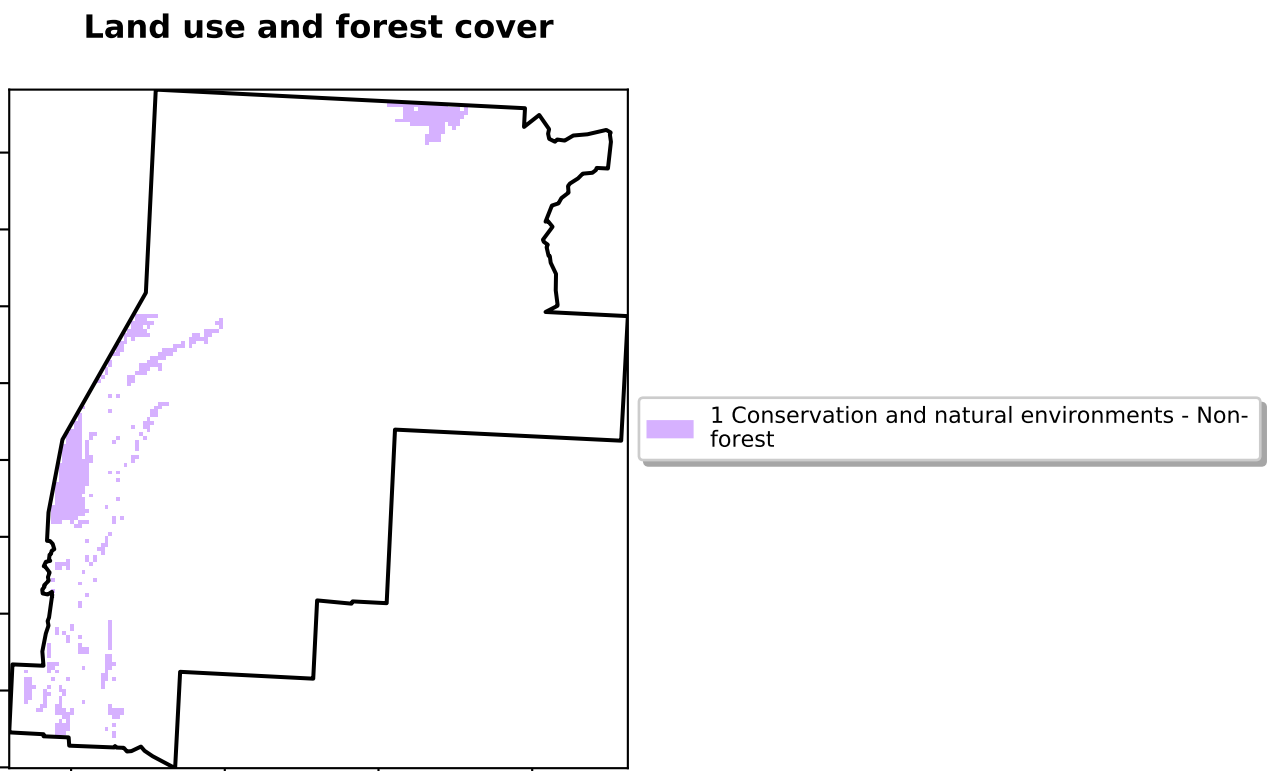 Land use and forest cover
1 Conservation and natural environments - Non-
forest